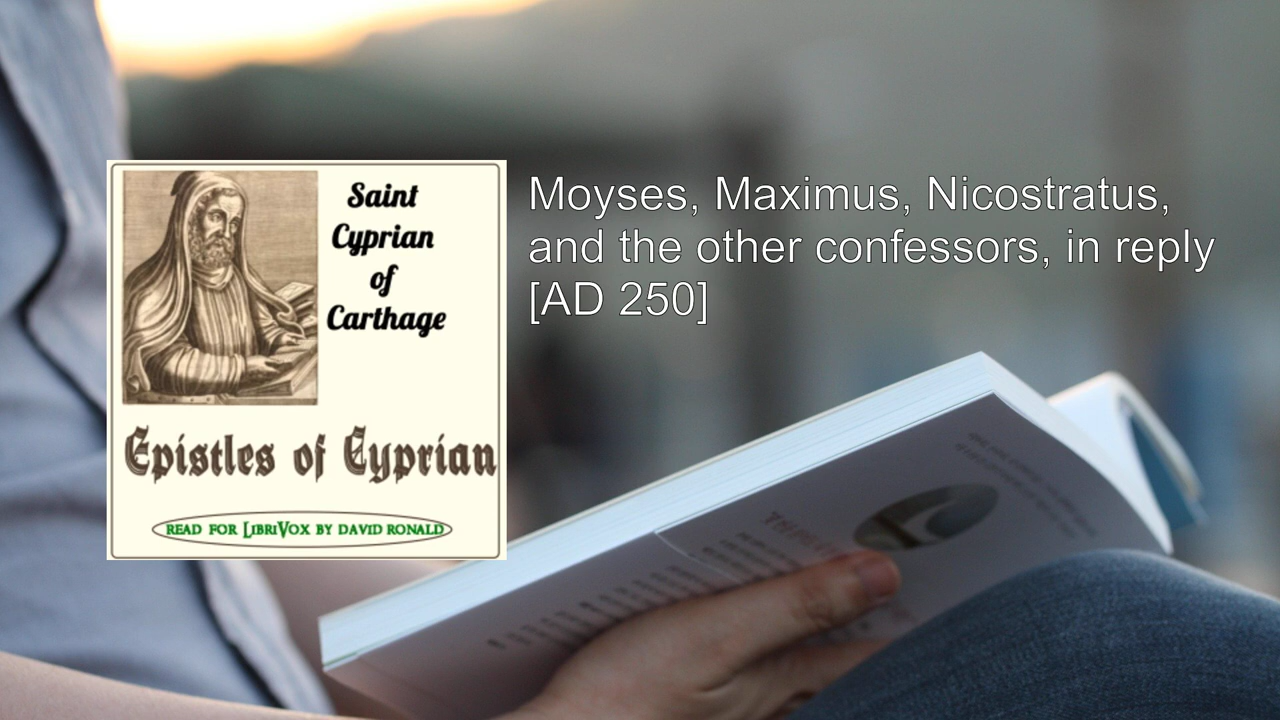 Saint
Cyprian
of
Carthage
Epistles of Cyprian
READ FOR LIBRIVOX BY DAVID RONALD
Moyses, Maximus, Nicostratus,
and the other confessors, in reply
[AD 250]